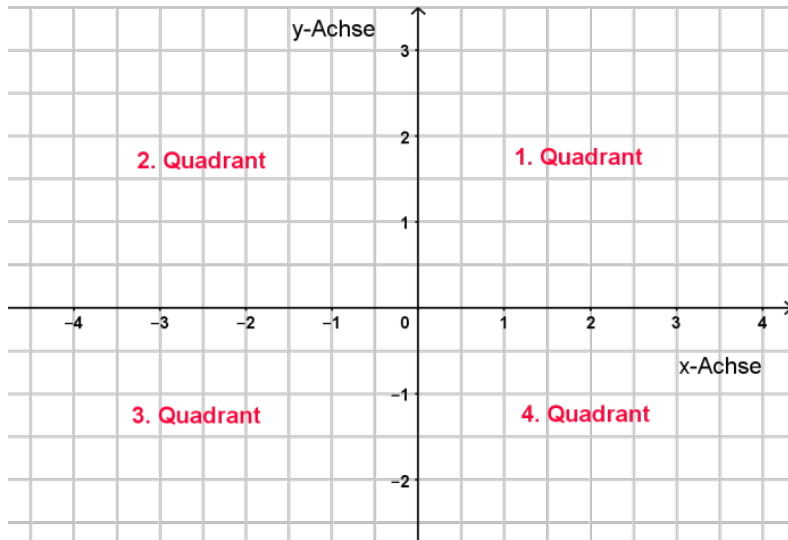 y-Achse
3
2
2. Quadrant
1. Quadrant
1
–4 –3 –2 –1 0 1 2 3 4
x-Achse
–1
3. Quadrant
4. Quadrant
–2